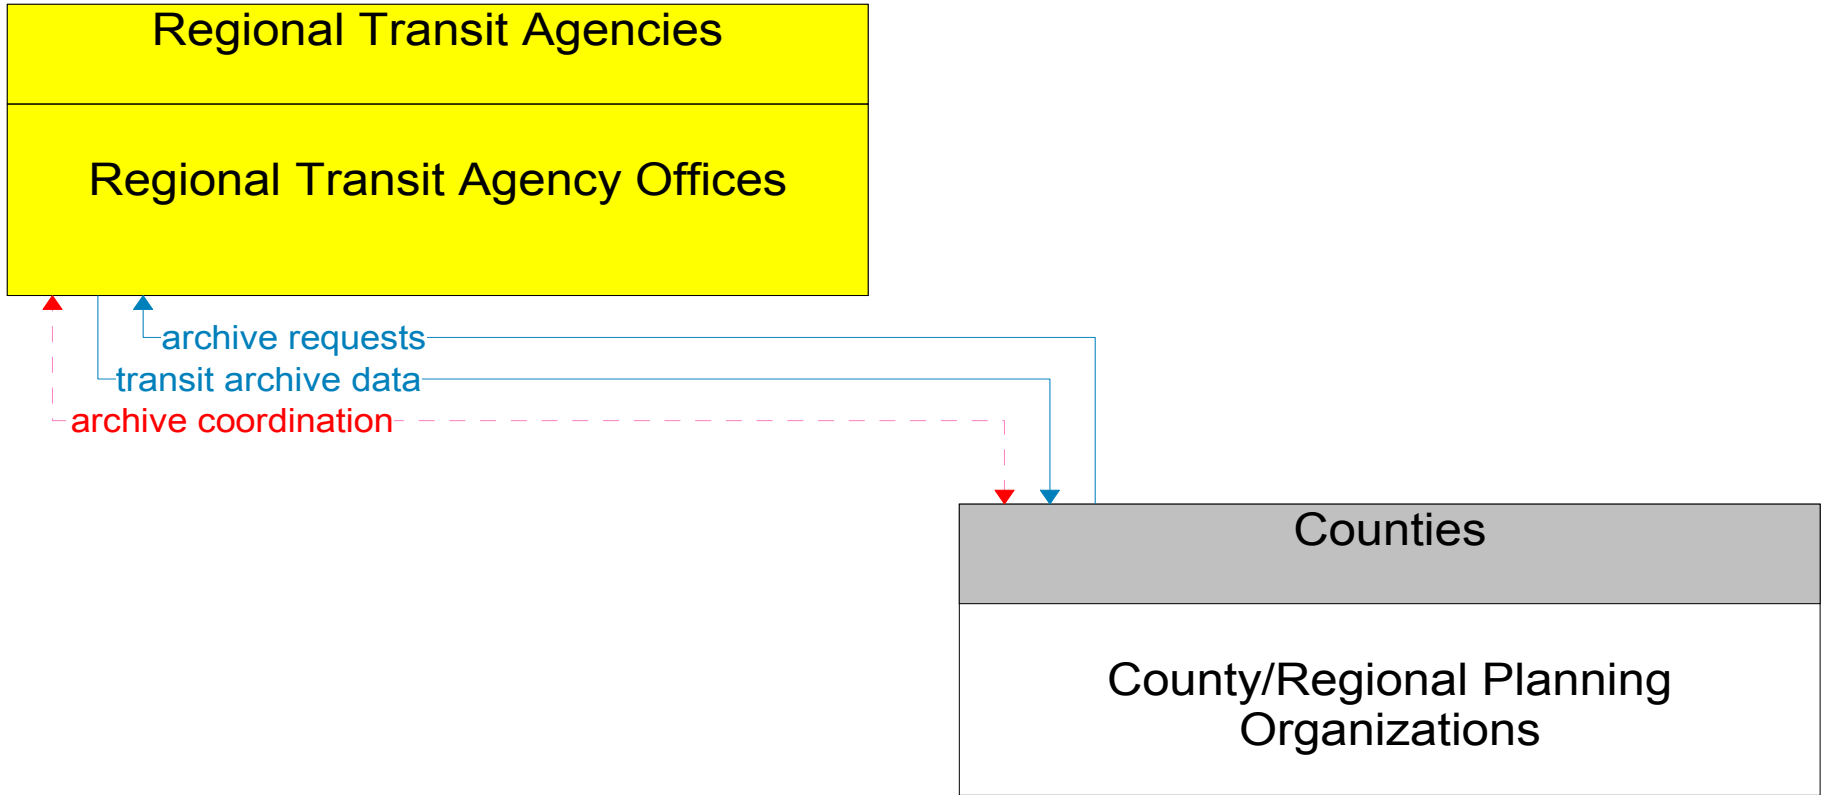 Regional Transit Agencies
Regional Transit Agency Offices
archive requests
transit archive data
archive coordination
Counties
County/Regional Planning
Organizations